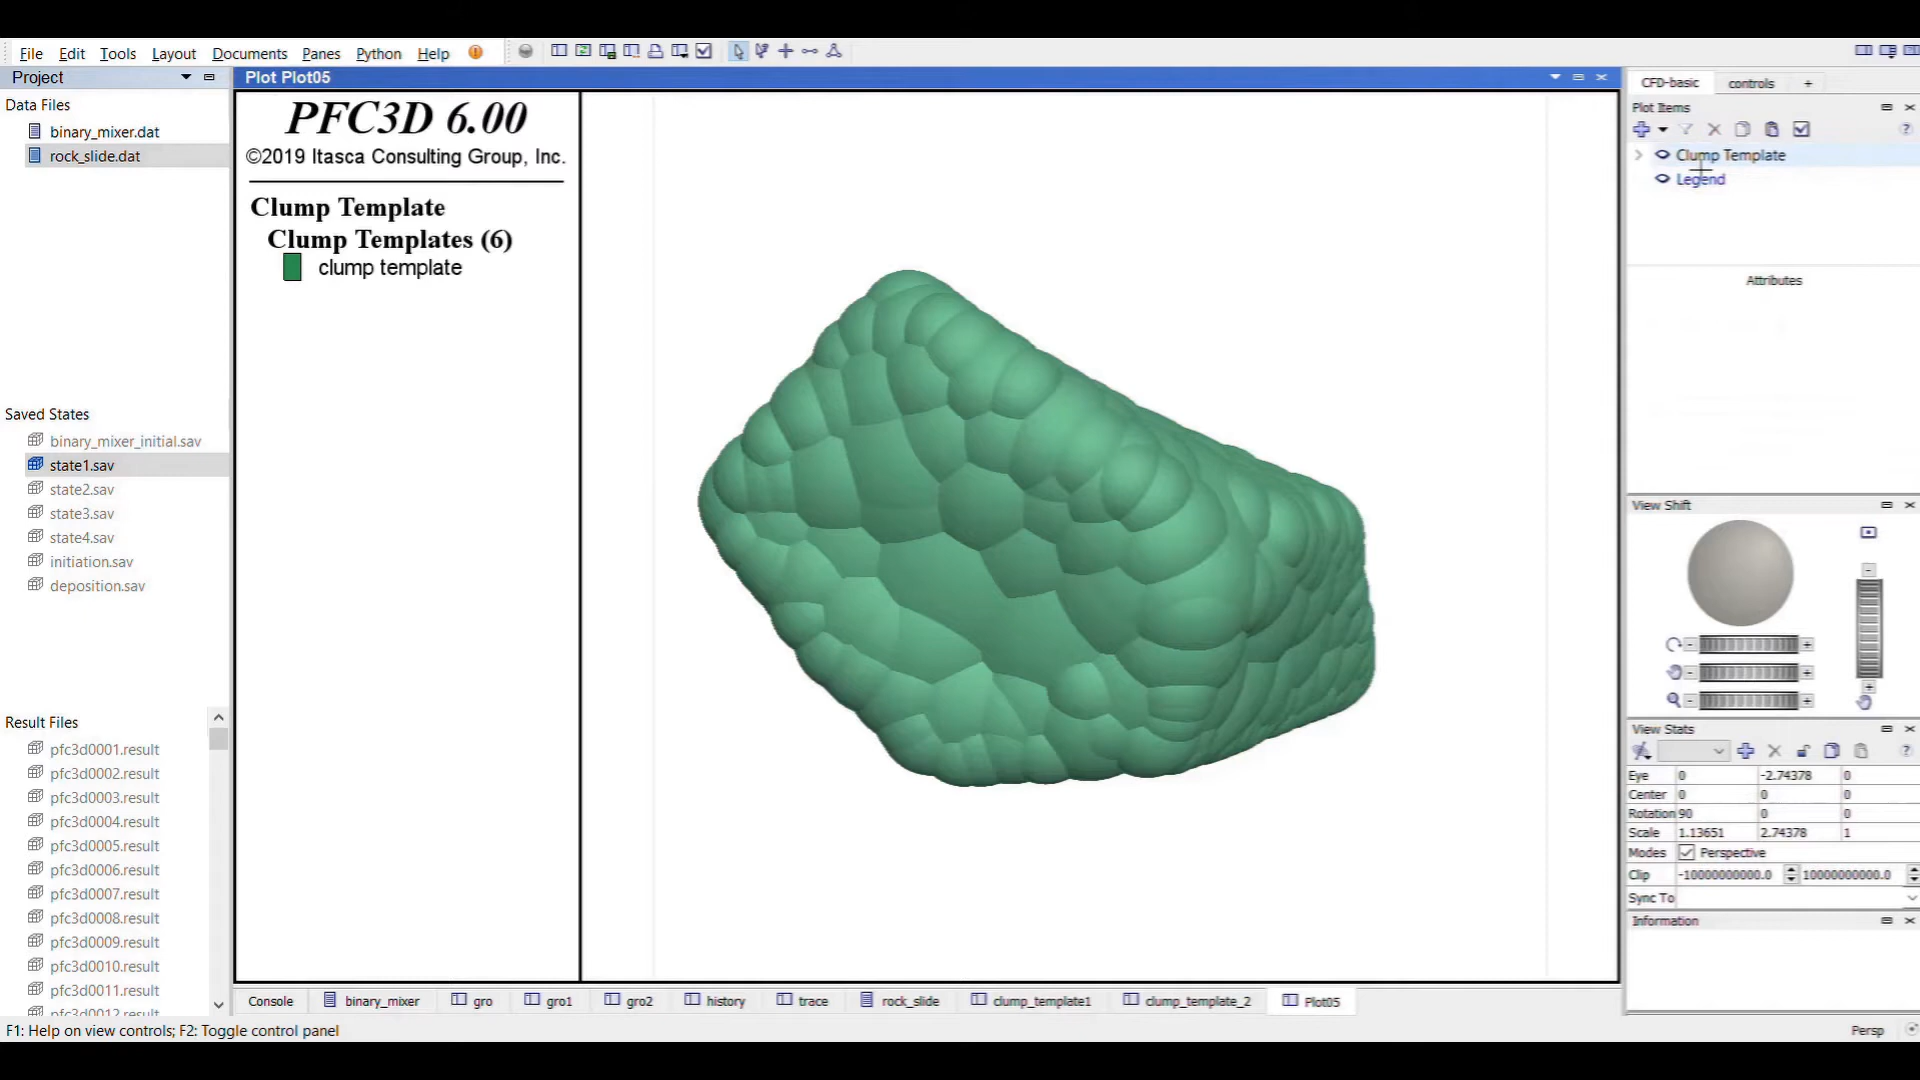 File Edit Tools Layout Documents Panes Python Help
Project
Data Files
binary_mixer.dat
rock_slide.dat
Saved States
binary_mixer_initial.sav
state1.sav
state2.sav
state3.sav
state4.sav
initiation.sav
deposition.sav
Result Files
pfc3d0001.result
pfc3d0002.result
pfc3d0003.result
pfc3d0004.result
pfc3d0005.result
pfc3d0006.result
pfc3d0007.result
pfc3d0008.result
pfc3d0009.result
pfc3d0010.result
pfc3d0011.result
pfc3d0012.result
Plot Plot05
PFC3D 6.00
©2019 Itasca Consulting Group, Inc.
Clump Template
Clump Templates (6)
clump template
CFD-basic controls +
Plot Items
Clump Template
Legend
Attributes
View Shift
View Stats
Eye 0 -2.74378 0
Center 0 0 0
Rotation 90 0 0
Scale 1.13651 2.74378 1
Modes Perspective
Clip -10000000000.0 10000000000.0
Sync To
Information
Console binary_mixer gro gro1 gro2 history trace rock_slide clump_template1 clump_template_2 Plot05
F1: Help on view controls; F2: Toggle control panel
Persp